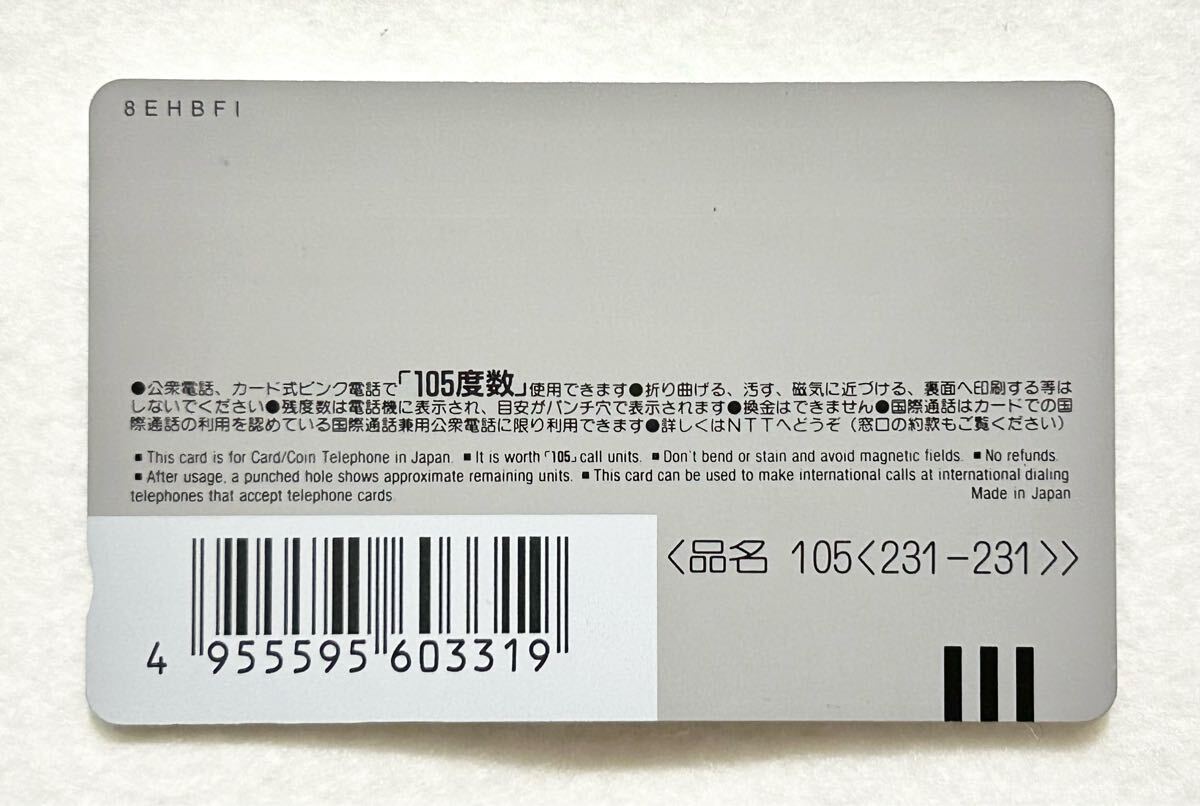 8EHBFI
●公衆電話、カード式ピンク電話で「105度数」使用できます●折り曲げる、汚す、磁気に近づける、裏面へ印刷する等は
しないでください●残度数は電話機に表示され、目安がパンチ穴で表示されます●換金はできません●国際通話はカードでの国
際通話の利用を認めている国際通話兼用公衆電話に限り利用できます●詳しくはNTTへどうぞ（窓口の約款もご覧ください）
■ This card is for Card/Coin Telephone in Japan. ■ It is worth「105」call units. ■ Don't bend or stain and avoid magnetic fields. ■ No refunds.
■ After usage, a punched hole shows approximate remaining units. ■ This card can be used to make international calls at international dialing
telephones that accept telephone cards.
Made in Japan
〈品名 105〈231-231〉〉
4 955595 603319